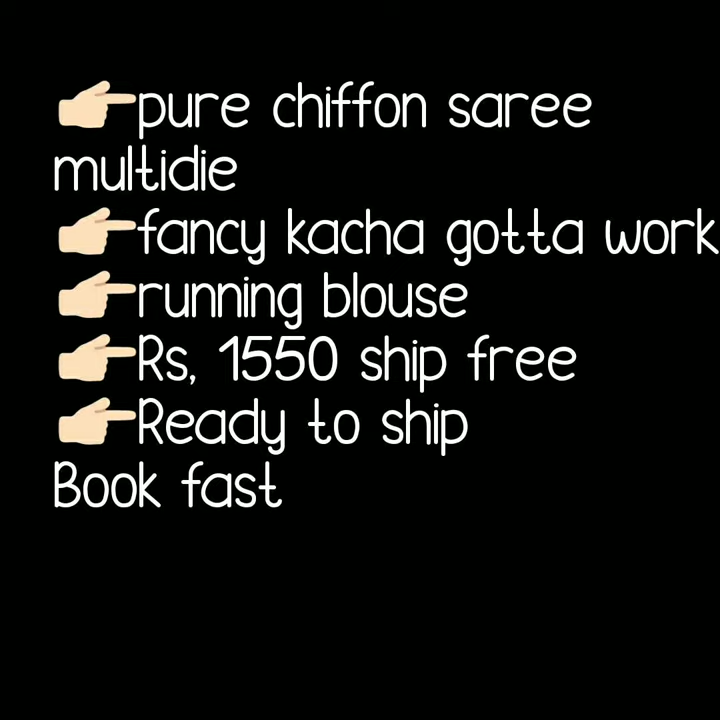 👉🏻pure chiffon saree
multidie
👉🏻fancy kacha gotta work
👉🏻running blouse
👉🏻Rs, 1550 ship free
👉🏻Ready to ship
Book fast